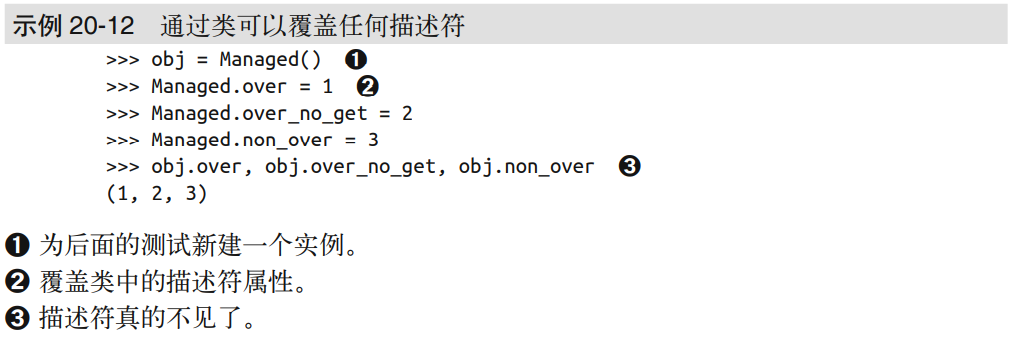 示例 20-12 通过类可以覆盖任何描述符
>>> obj = Managed() ❶
>>> Managed.over = 1 ❷
>>> Managed.over_no_get = 2
>>> Managed.non_over = 3
>>> obj.over, obj.over_no_get, obj.non_over ❸
(1, 2, 3)
❶ 为后面的测试新建一个实例。
❷ 覆盖类中的描述符属性。
❸ 描述符真的不见了。